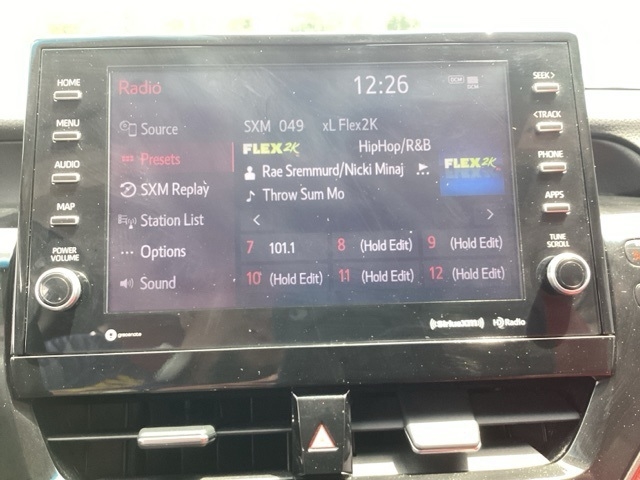 HOME
MENU
AUDIO
MAP
POWER
VOLUME
Radio
12:26
DCM
Source
Presets
SXM Replay
Station List
Options
Sound
SXM 049 xL Flex2K
HipHop/R&B
FLEX2K
Rae Sremmurd/Nicki Minaj ...
Throw Sum Mo
FLEX2K
< >
7 101.1 8 (Hold Edit) 9 (Hold Edit)
10 (Hold Edit) 11 (Hold Edit) 12 (Hold Edit)
SEEK>
<TRACK
PHONE
APPS
TUNE
SCROLL
gracenote
((SiriusXM)) HD Radio